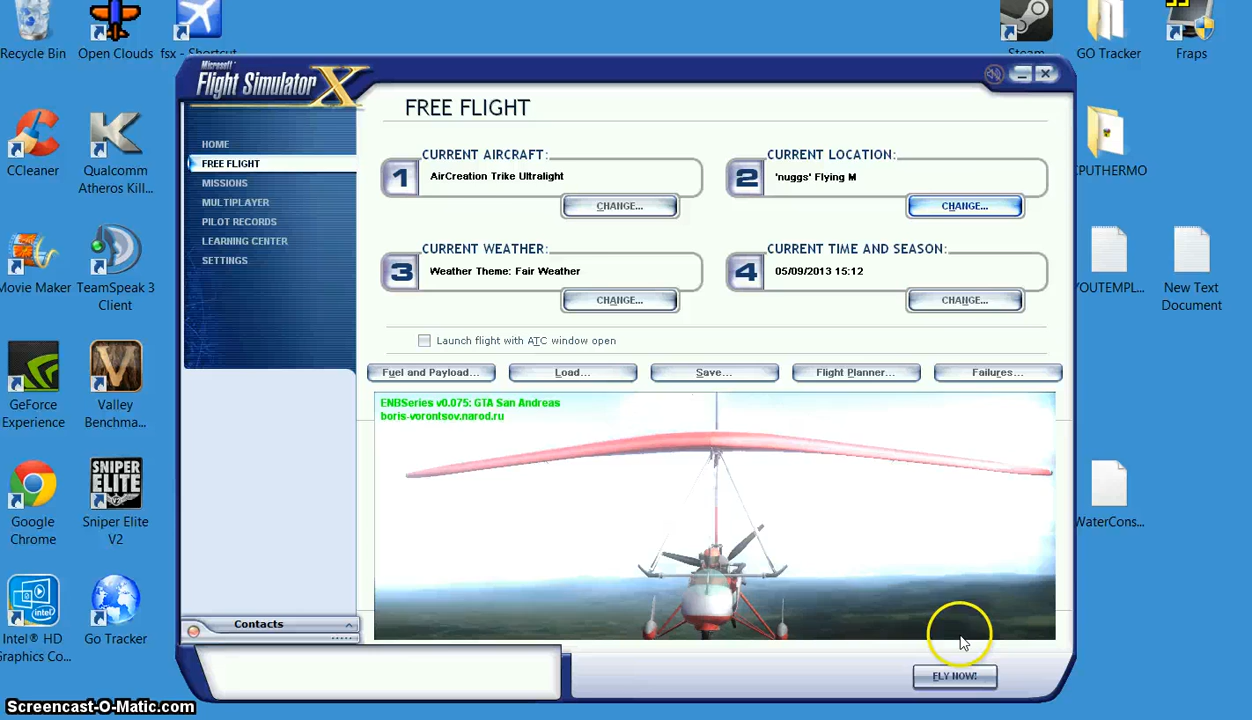 Recycle Bin
Open Clouds
fsx - Shortcut
Steam
GO Tracker
Fraps
Microsoft
Flight Simulator X
FREE FLIGHT
HOME
FREE FLIGHT
MISSIONS
MULTIPLAYER
PILOT RECORDS
LEARNING CENTER
SETTINGS
CURRENT AIRCRAFT:
1
AirCreation Trike Ultralight
CHANGE...
CURRENT LOCATION:
2
'nuggs' Flying M
CHANGE...
CURRENT WEATHER:
3
Weather Theme: Fair Weather
CHANGE...
CURRENT TIME AND SEASON:
4
05/09/2013 15:12
CHANGE...
Launch flight with ATC window open
Fuel and Payload...
Load...
Save...
Flight Planner...
Failures...
ENBSeries v0.075: GTA San Andreas
boris-vorontsov.narod.ru
Contacts
FLY NOW!
CCleaner
Qualcomm
Atheros Kill...
CPUTHERMO
Movie Maker
TeamSpeak 3
Client
YOUTEMPL...
New Text
Document
GeForce
Experience
V
Valley
Benchma...
Google
Chrome
SNIPER
ELITE
Sniper Elite
V2
WaterCons...
intel
Intel® HD
Graphics Co...
Go Tracker
Screencast-O-Matic.com